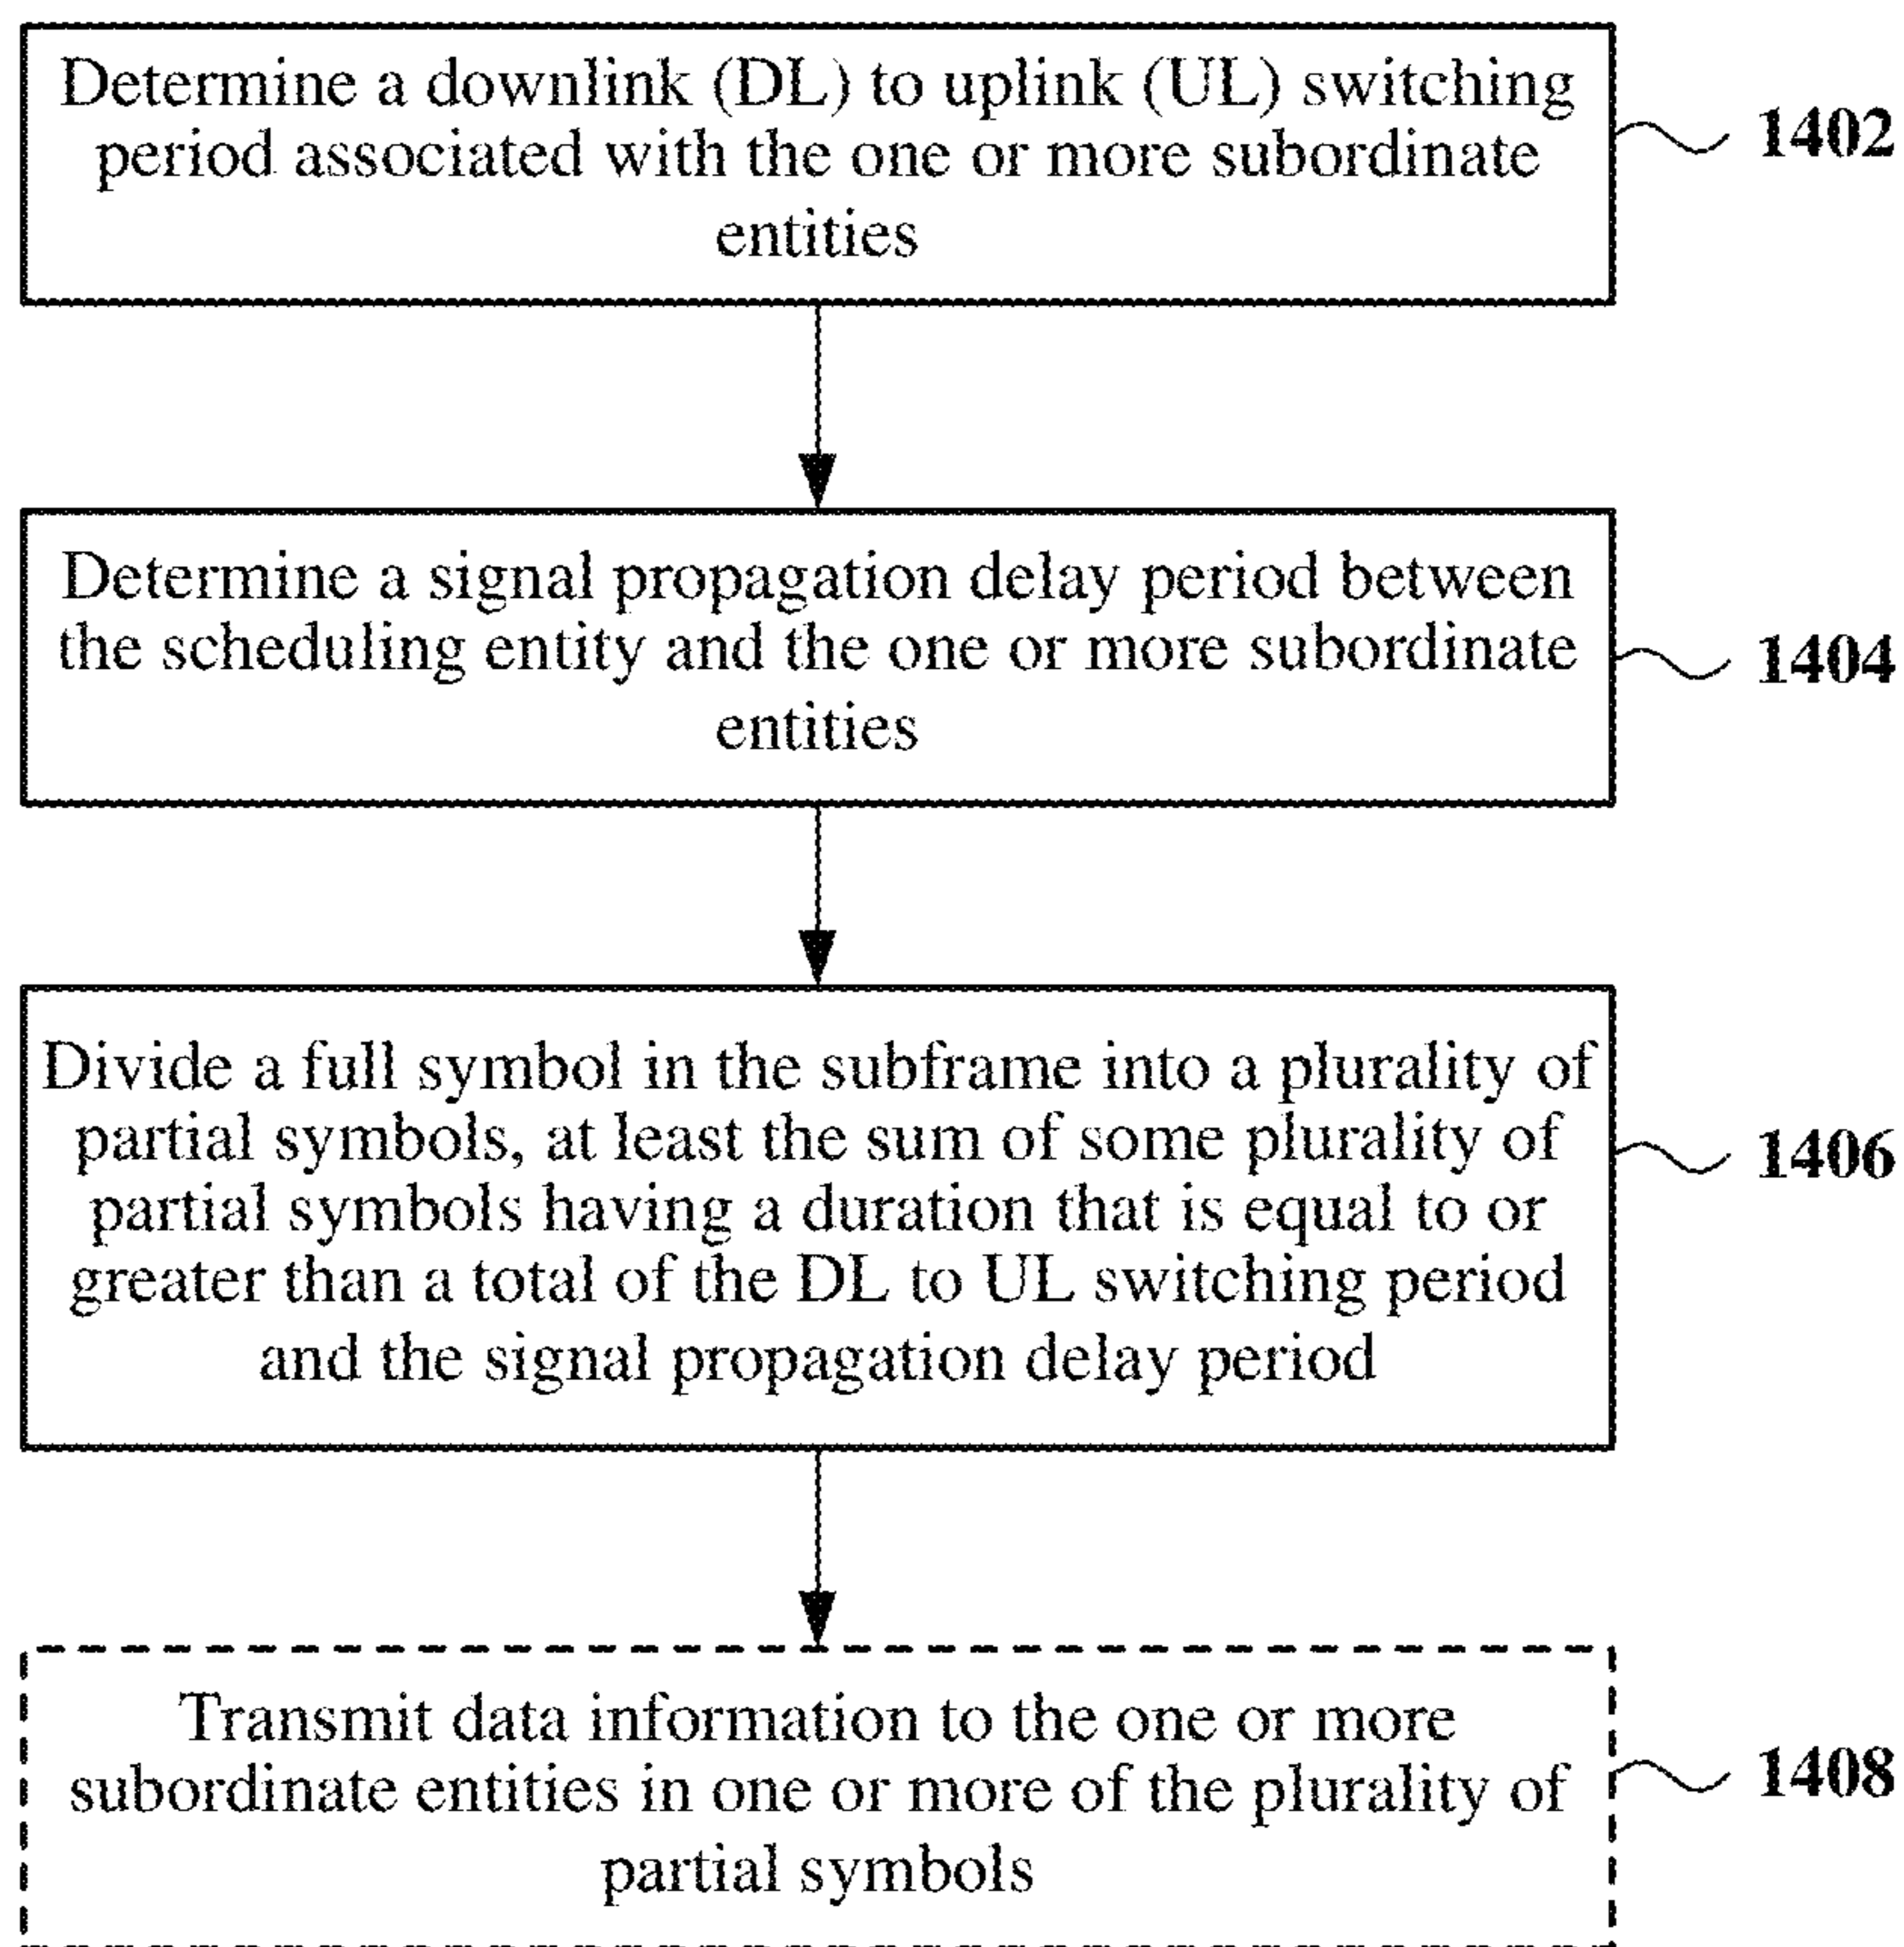 Determine a downlink (DL) to uplink (UL) switching
period associated with the one or more subordinate
entities
1402
Determine a signal propagation delay period between
the scheduling entity and the one or more subordinate
entities
1404
Divide a full symbol in the subframe into a plurality of
partial symbols, at least the sum of some plurality of
partial symbols having a duration that is equal to or
greater than a total of the DL to UL switching period
and the signal propagation delay period
1406
Transmit data information to the one or more
subordinate entities in one or more of the plurality of
partial symbols
1408